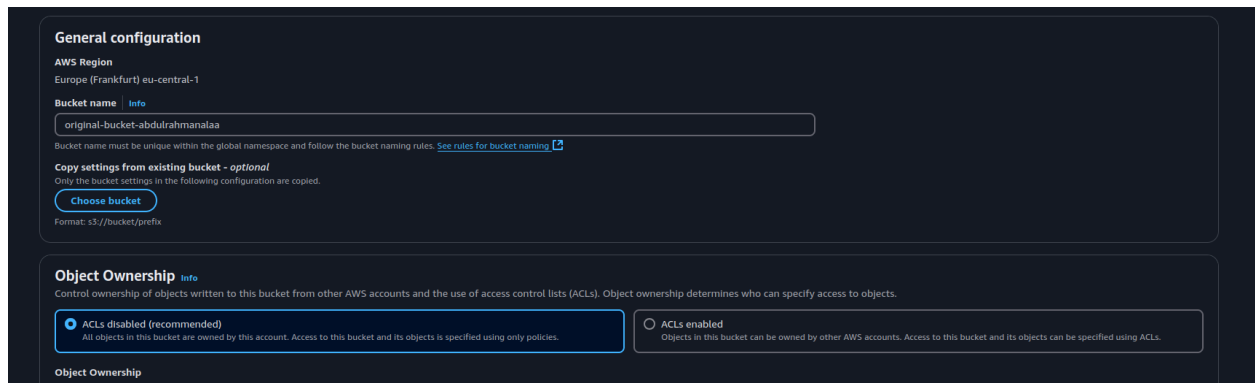 General configuration
AWS Region
Europe (Frankfurt) eu-central-1
Bucket name Info
original-bucket-abdulrahmanalaa
Bucket name must be unique within the global namespace and follow the bucket naming rules. See rules for bucket naming
Copy settings from existing bucket - optional
Only the bucket settings in the following configuration are copied.
Choose bucket
Format: s3://bucket/prefix
Object Ownership Info
Control ownership of objects written to this bucket from other AWS accounts and the use of access control lists (ACLs). Object ownership determines who can specify access to objects.
ACLs disabled (recommended)
All objects in this bucket are owned by this account. Access to this bucket and its objects is specified using only policies.
ACLs enabled
Objects in this bucket can be owned by other AWS accounts. Access to this bucket and its objects can be specified using ACLs.
Object Ownership